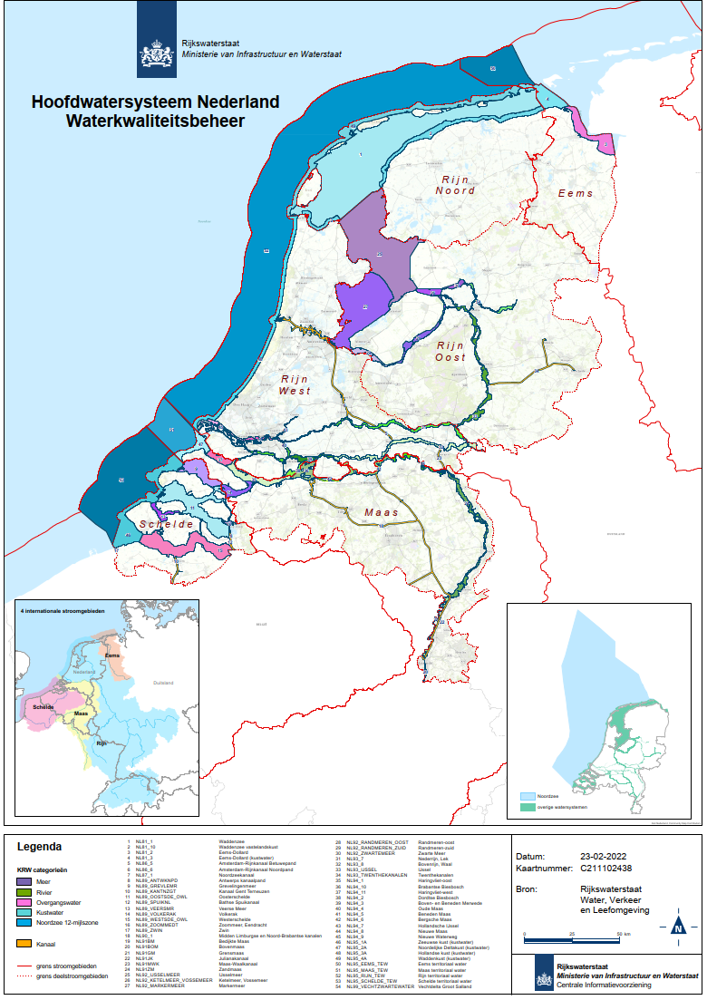 Rijkswaterstaat
Ministerie van Infrastructuur en Waterstaat
Hoofdwatersysteem Nederland
Waterkwaliteitsbeheer
Rijn
Noord
Eems
Rijn
Oost
Rijn
West
Maas
Schelde
4 internationale stroomgebieden
Eems
Nederland
Duitsland
Schelde
Maas
Rijn
Noordzee
overige watersystemen
Legenda
KRW categorieën
Meer
Rivier
Overgangswater
Kustwater
Noordzee 12-mijlszone
Kanaal
grens stroomgebieden
grens deelstroomgebieden
1 NL81_1 Waddenzee
2 NL81_10 Waddenzee vastelandskust
3 NL81_2 Eems-Dollard
4 NL81_3 Eems-Dollard (kustwater)
5 NL86_5 Amsterdam-Rijnkanaal Betuwepand
6 NL86_6 Amsterdam-Rijnkanaal Noordpand
7 NL87_1 Noordzeekanaal
8 NL89_ANTWKNPD Antwerps kanaalpand
9 NL89_GREVLEMR Grevelingenmeer
10 NL89_KANTNZGT Kanaal Gent Terneuzen
11 NL89_OOSTSDE_OWL Oosterschelde
12 NL89_SPUIKNL Bathse Spuikanaal
13 NL89_VEERSMR Veerse Meer
14 NL89_VOLKERAK Volkerak
15 NL89_WESTSDE_OWL Westerschelde
16 NL89_ZOOMMEDT Zoommeer, Eendracht
17 NL89_ZWIN Zwin
18 NL90_1 Midden Limburgse en Noord-Brabantse kanalen
19 NL91BM Bedijkte Maas
20 NL91BOM Bovenmaas
21 NL91GM Grensmaas
22 NL91JK Julianakanaal
23 NL91MWK Maas-Waalkanaal
24 NL91ZM Zandmaas
25 NL92_IJSSELMEER IJsselmeer
26 NL92_KETELMEER_VOSSEMEER Ketelmeer, Vossemeer
27 NL92_MARKERMEER Markermeer
28 NL92_RANDMEREN_OOST Randmeren-oost
29 NL92_RANDMEREN_ZUID Randmeren-zuid
30 NL92_ZWARTEMEER Zwarte Meer
31 NL93_7 Nederrijn, Lek
32 NL93_8 Bovenrijn, Waal
33 NL93_IJSSEL IJssel
34 NL93_TWENTHEKANALEN Twenthekanalen
35 NL94_1 Haringvliet-oost
36 NL94_10 Brabantse Biesbosch
37 NL94_11 Haringvliet-west
38 NL94_2 Dordtse Biesbosch
39 NL94_3 Boven- en Beneden Merwede
40 NL94_4 Oude Maas
41 NL94_5 Beneden Maas
42 NL94_6 Bergsche Maas
43 NL94_7 Hollandsche IJssel
44 NL94_8 Nieuwe Maas
45 NL94_9 Nieuwe Waterweg
46 NL95_1A Zeeuwse kust (kustwater)
47 NL95_2A Noordelijke Deltakust (kustwater)
48 NL95_3A Hollandse kust (kustwater)
49 NL95_4A Waddenkust (kustwater)
50 NL95_EEMS_TEW Eems territoriaal water
51 NL95_MAAS_TEW Maas territoriaal water
52 NL95_RIJN_TEW Rijn territoriaal water
53 NL95_SCHELDE_TEW Schelde territoriaal water
54 NL99_VECHTZWARTEWATER Vechtdelta Groot Salland
Datum: 23-02-2022
Kaartnummer: C211102438
Bron: Rijkswaterstaat
Water, Verkeer
en Leefomgeving
0 25 50 km
N
Rijkswaterstaat
Ministerie van Infrastructuur en Waterstaat
Centrale Informatievoorziening